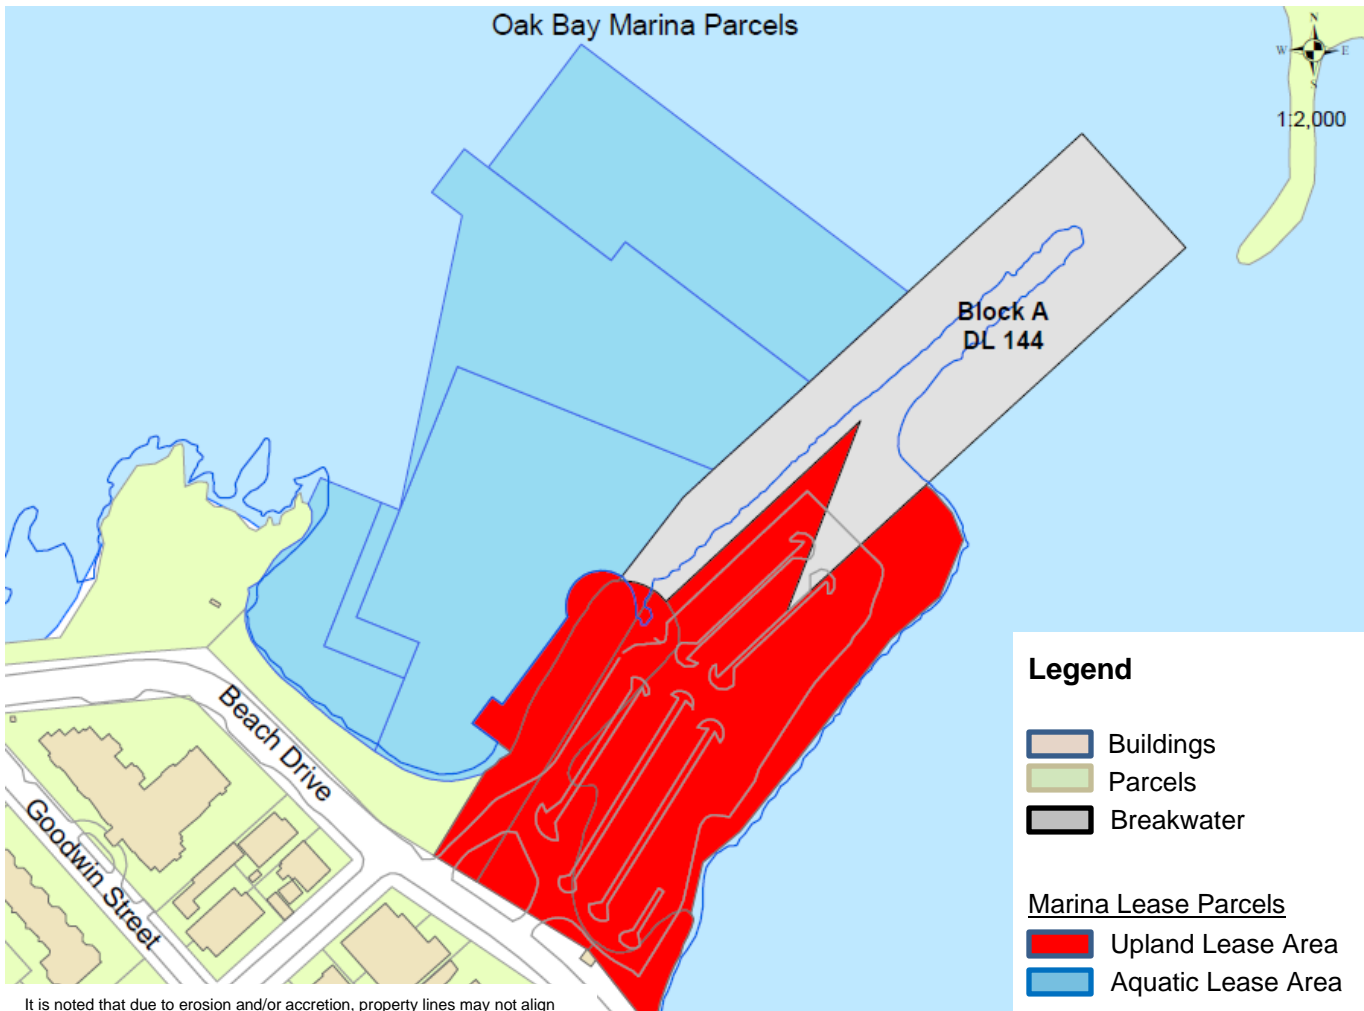 Oak Bay Marina Parcels
N
W E
S
1:2,000
Block A
DL 144
Beach Drive
Goodwin Street
Legend
Buildings
Parcels
Breakwater
Marina Lease Parcels
Upland Lease Area
Aquatic Lease Area
It is noted that due to erosion and/or accretion, property lines may not align